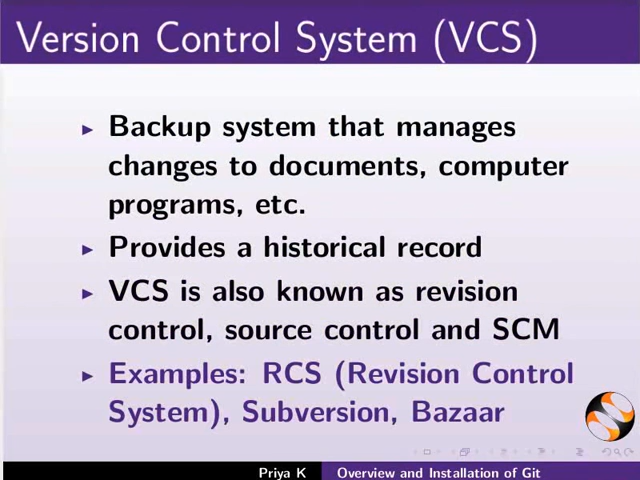 Version Control System (VCS)
Backup system that manages
changes to documents, computer
programs, etc.
Provides a historical record
VCS is also known as revision
control, source control and SCM
Examples: RCS (Revision Control
System), Subversion, Bazaar
Priya K Overview and Installation of Git